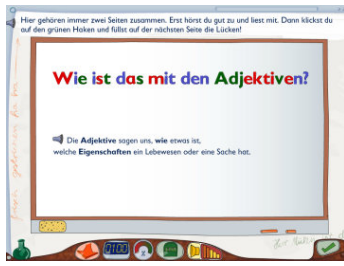 Hier gehören immer zwei Seiten zusammen. Erst hörst du gut zu und liest mit. Dann klickst du
auf den grünen Haken und füllst auf der nächsten Seite die Lücken!
Wie ist das mit den Adjektiven?
Die Adjektive sagen uns, wie etwas ist,
welche Eigenschaften ein Lebewesen oder eine Sache hat.